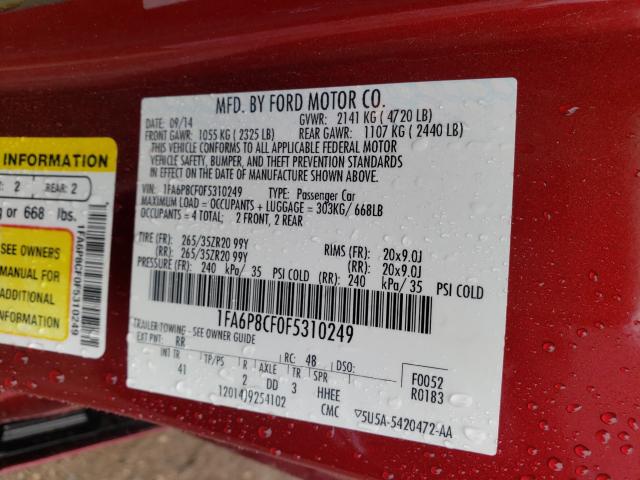 MFD. BY FORD MOTOR CO.
DATE: 09/14 GVWR: 2141 KG ( 4720 LB)
FRONT GAWR: 1055 KG ( 2325 LB) REAR GAWR: 1107 KG ( 2440 LB)
THIS VEHICLE CONFORMS TO ALL APPLICABLE FEDERAL MOTOR
VEHICLE SAFETY, BUMPER, AND THEFT PREVENTION STANDARDS
IN EFFECT ON THE DATE OF MANUFACTURE SHOWN ABOVE.
VIN: 1FA6P8CF0F5310249 TYPE: Passenger Car
MAXIMUM LOAD = OCCUPANTS + LUGGAGE = 303KG/ 668LB
OCCUPANTS = 4 TOTAL; 2 FRONT, 2 REAR
TIRE (FR): 265/35ZR20 99Y RIMS (FR): 20x9.0J
(RR): 265/35ZR20 99Y (RR): 20x9.0J
PRESSURE (FR): 240 kPa/ 35 PSI COLD (RR): 240 kPa/ 35 PSI COLD
1FA6P8CF0F5310249
TRAILER TOWING - SEE OWNER GUIDE
EXT PNT: RR RC: 48 DSO: F0052
INT TR TP/PS R AXLE TR SPR R0183
41 2 DD 3 HHEE
12014J9254102 CMC 5U5A-5420472-AA
INFORMATION
2 REAR: 2
or 668 lbs.
SEE OWNERS
MANUAL FOR
ADDITIONAL
INFORMATION
1FA6P8CF0F5310249